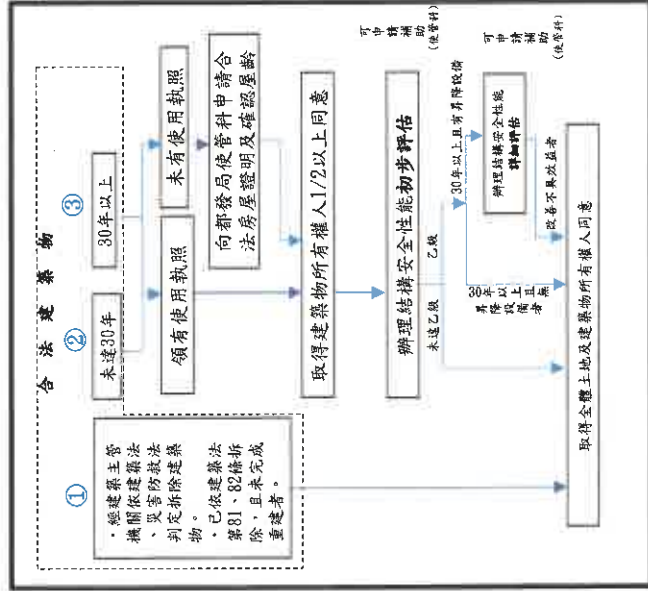 合法建築物
①
・經建築主管
機關依建築法
、災害防救法
判定拆除建築
物。
・已依建築法
第81、82條拆
除，且未完成
重建者。
②
未達30年
③
30年以上
領有使用執照
未有使用執照
向都發局使管科申請合
法房屋證明及確認屋齡
取得建築物所有權人1/2以上同意
辦理結構安全性能初步評估
可申請補助
(使管科)
未達乙級
乙級
30年以上且無
昇降設備
者
30年以上且有昇降設備
辦理結構安全性能
詳細評估
可申請補助
(使管科)
改善不具效益者
取得全體土地及建築物所有權人同意